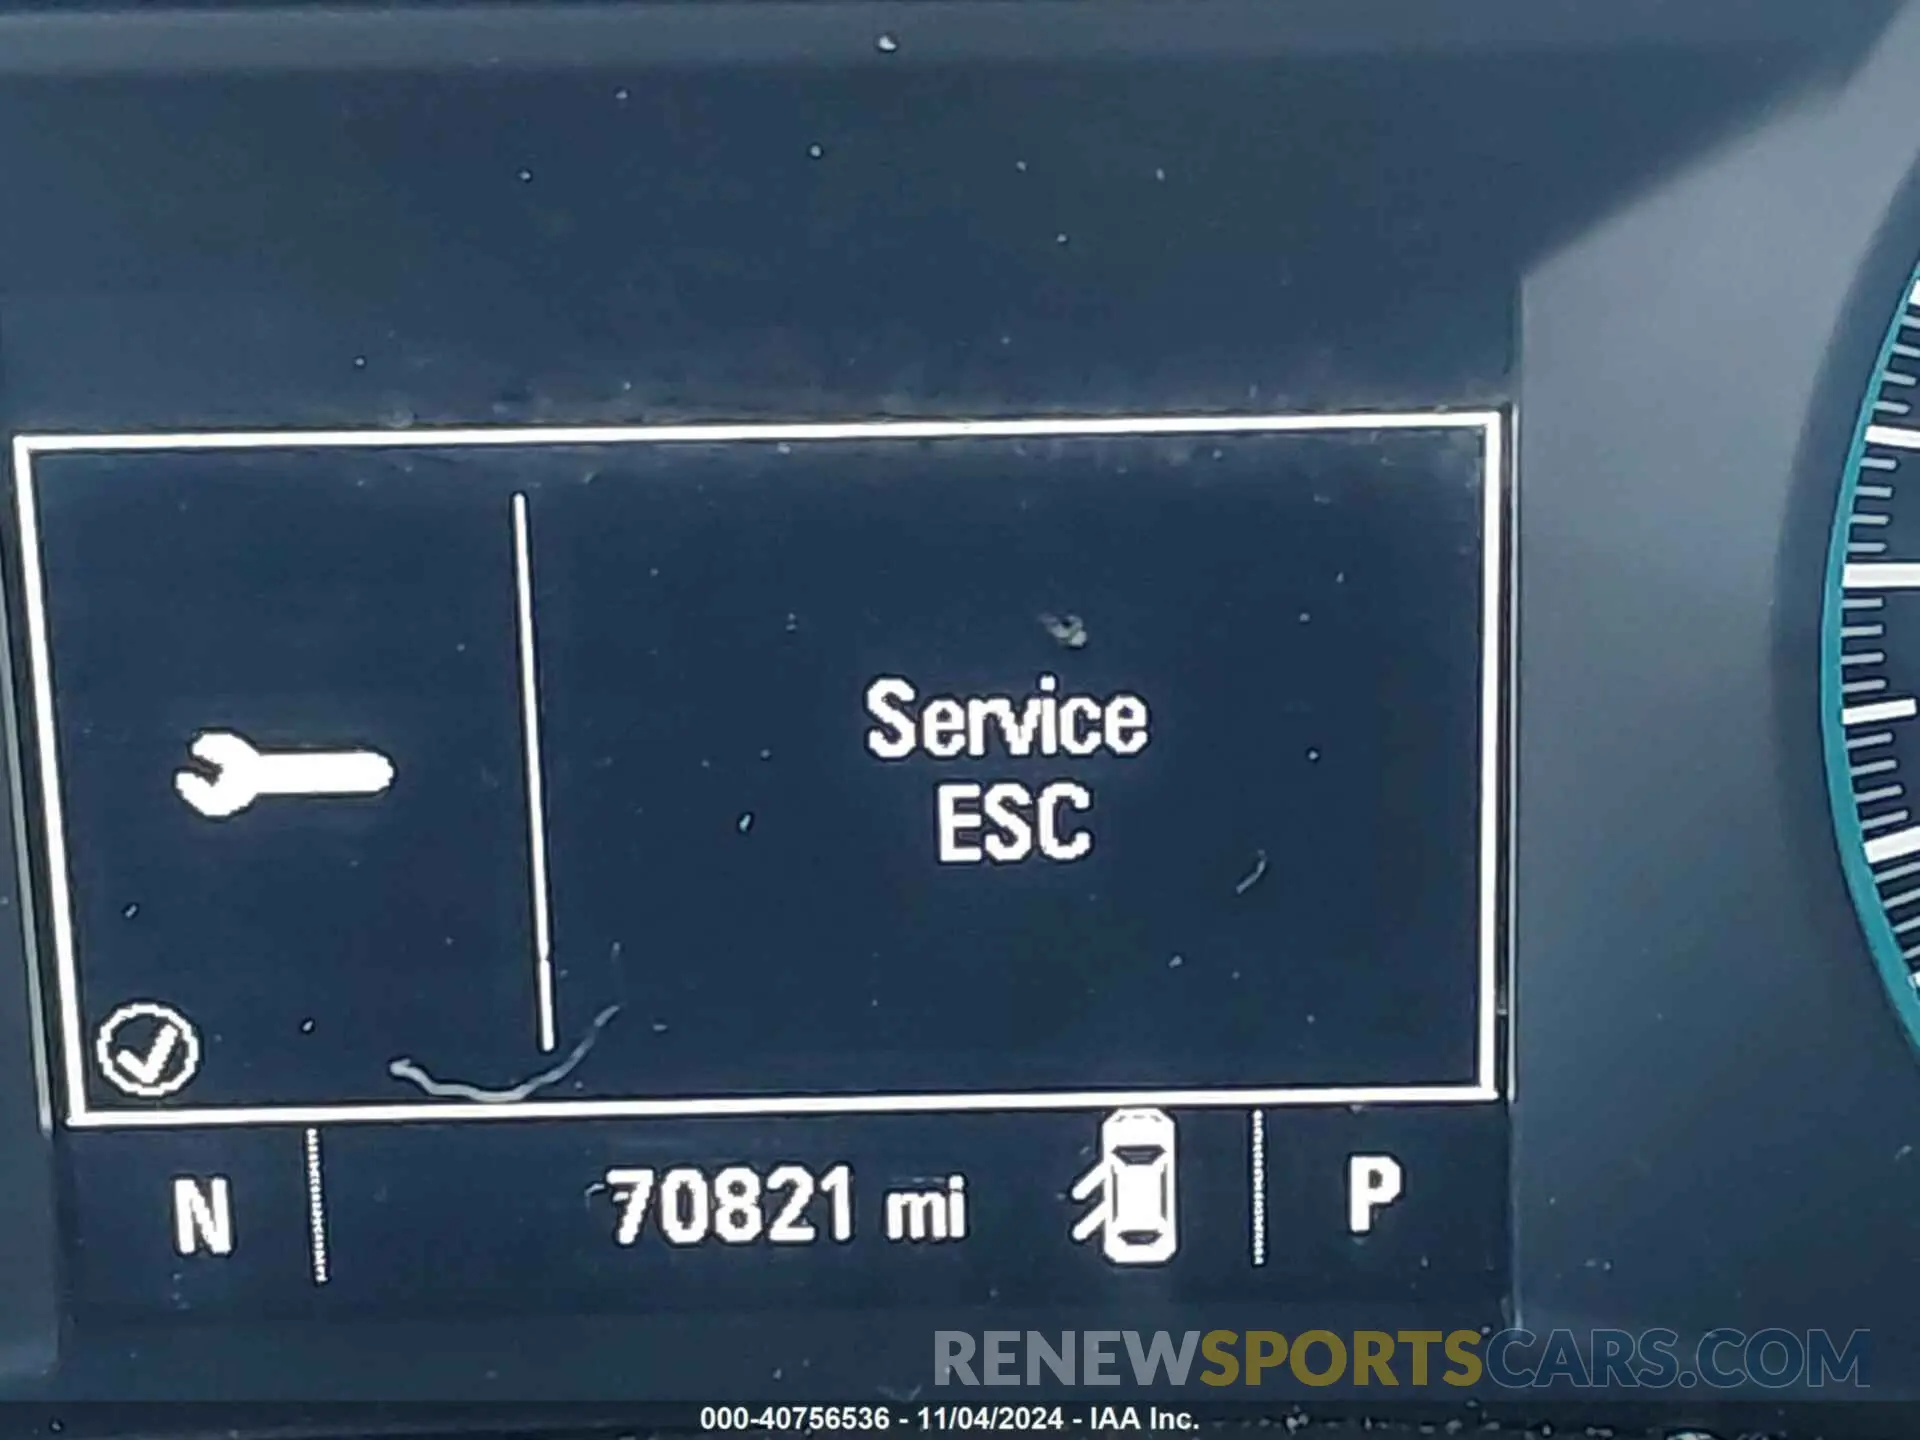 Service
ESC
N 70821 mi P
RENEWSPORTSCARS.COM
000-40756536 - 11/04/2024 - IAA Inc.